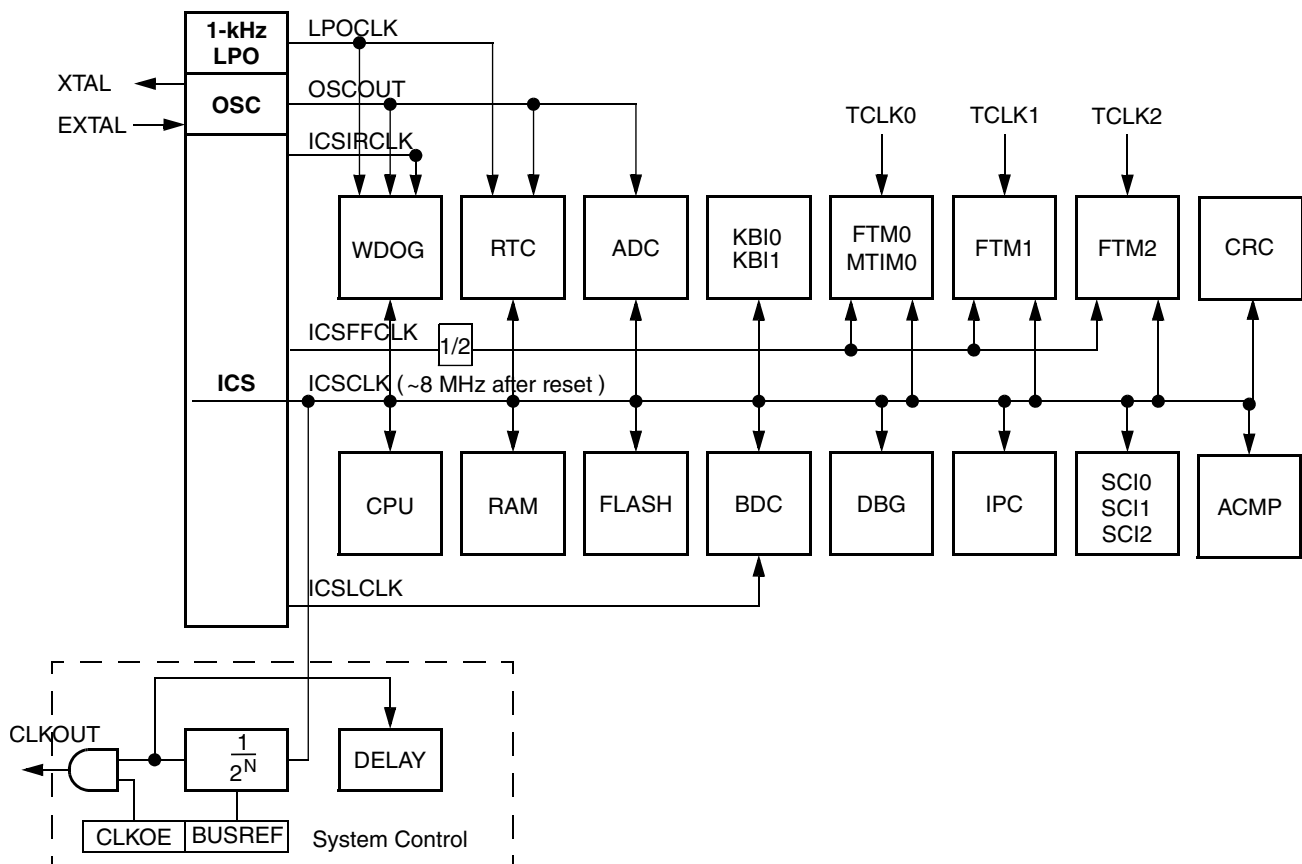 1-kHz
LPO
LPOCLK
XTAL
OSC
OSCOUT
EXTAL
ICSIRCLK
TCLK0
TCLK1
TCLK2
WDOG
RTC
ADC
KBI0
KBI1
FTM0
MTIM0
FTM1
FTM2
CRC
ICSFFCLK
1/2
ICS
ICSCLK (~8 MHz after reset )
CPU
RAM
FLASH
BDC
DBG
IPC
SCI0
SCI1
SCI2
ACMP
ICSLCLK
CLKOUT
1
2N
DELAY
CLKOE
BUSREF
System Control